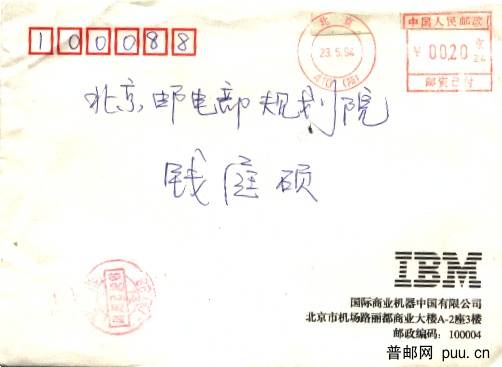 100088
北京
23.5.94
中国人民邮政
¥ 00.20 京
邮资已付
北京邮电部规划院
钱庭硕
IBM
国际商业机器中国有限公司
北京市机场路丽都商业大楼A-2座3楼
邮政编码：100004
普邮网 puu.cn